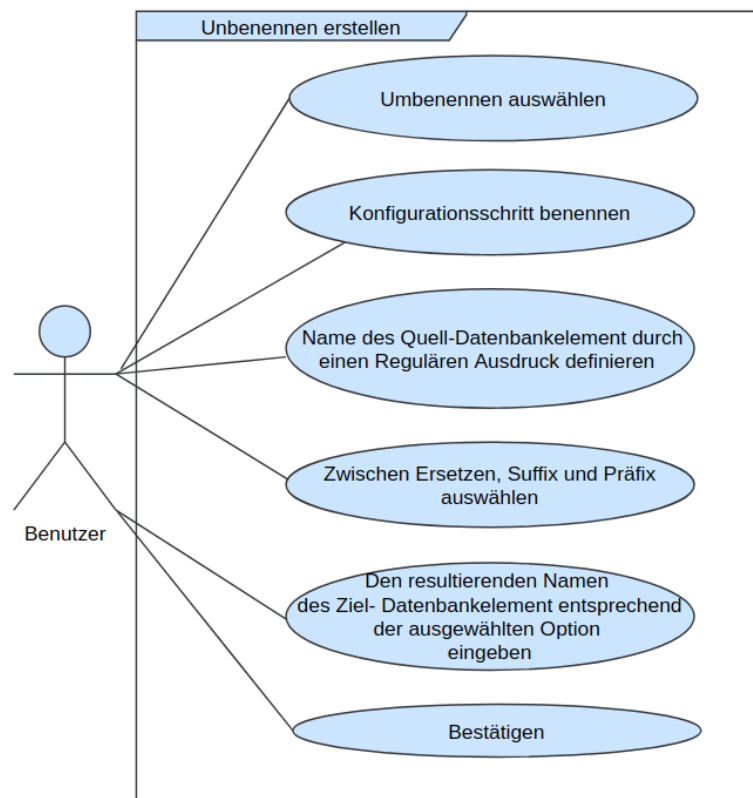 Unbenennen erstellen
Umbenennen auswählen
Konfigurationsschritt benennen
Name des Quell-Datenbankelement durch
einen Regulären Ausdruck definieren
Zwischen Ersetzen, Suffix und Präfix
auswählen
Benutzer
Den resultierenden Namen
des Ziel- Datenbankelement entsprechend
der ausgewählten Option
eingeben
Bestätigen